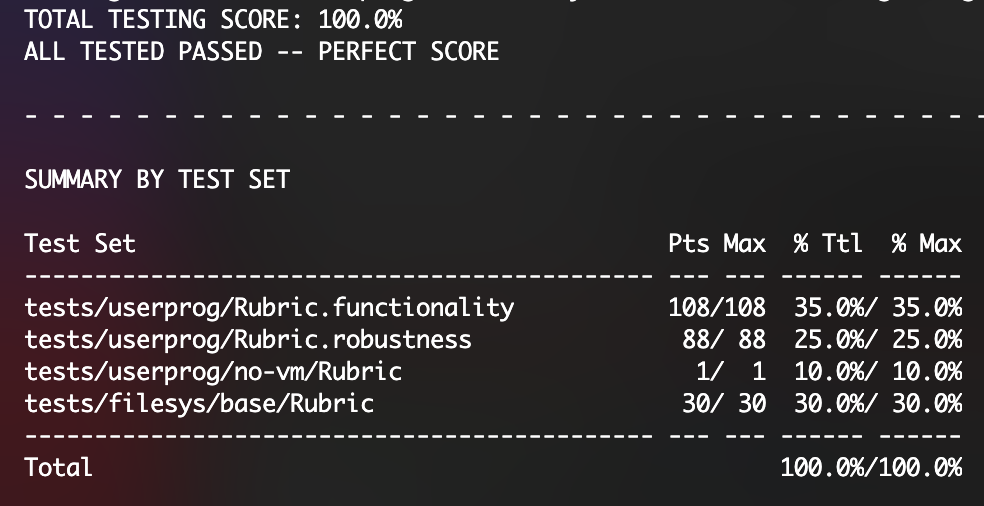 TOTAL TESTING SCORE: 100.0%
ALL TESTED PASSED -- PERFECT SCORE
- - - - - - - - - - - - - - - - - - - - - - - - - - - - - - - - - - -
SUMMARY BY TEST SET
Test Set                                      Pts Max  % Ttl  % Max
--------------------------------------------- --- --- ------ ------
tests/userprog/Rubric.functionality           108/108  35.0%/ 35.0%
tests/userprog/Rubric.robustness               88/ 88  25.0%/ 25.0%
tests/userprog/no-vm/Rubric                     1/  1  10.0%/ 10.0%
tests/filesys/base/Rubric                      30/ 30  30.0%/ 30.0%
--------------------------------------------- --- --- ------ ------
Total                                                 100.0%/100.0%